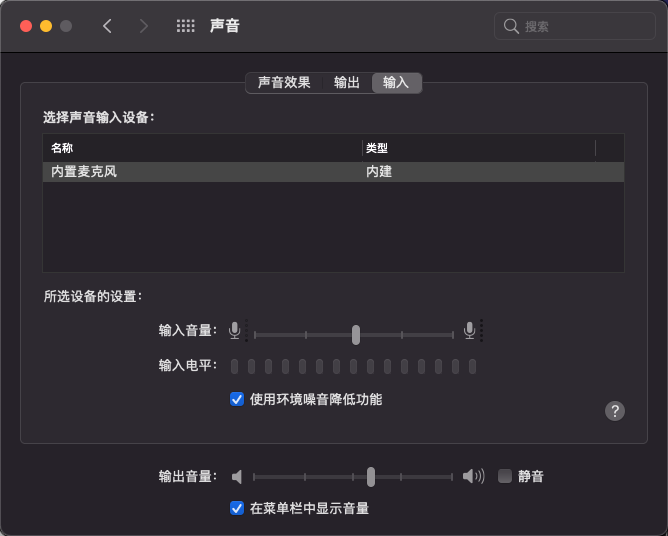 声音
搜索
声音效果 输出 输入
选择声音输入设备：
名称 类型
内置麦克风 内建
所选设备的设置：
输入音量：
输入电平：
使用环境噪音降低功能
?
输出音量： 静音
在菜单栏中显示音量